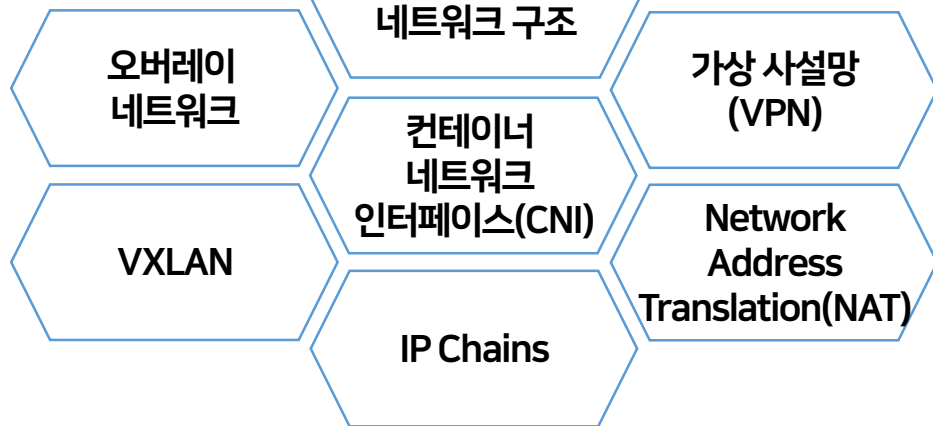 네트워크 구조
오버레이
네트워크
가상 사설망
(VPN)
컨테이너
네트워크
인터페이스(CNI)
VXLAN
Network
Address
Translation(NAT)
IP Chains